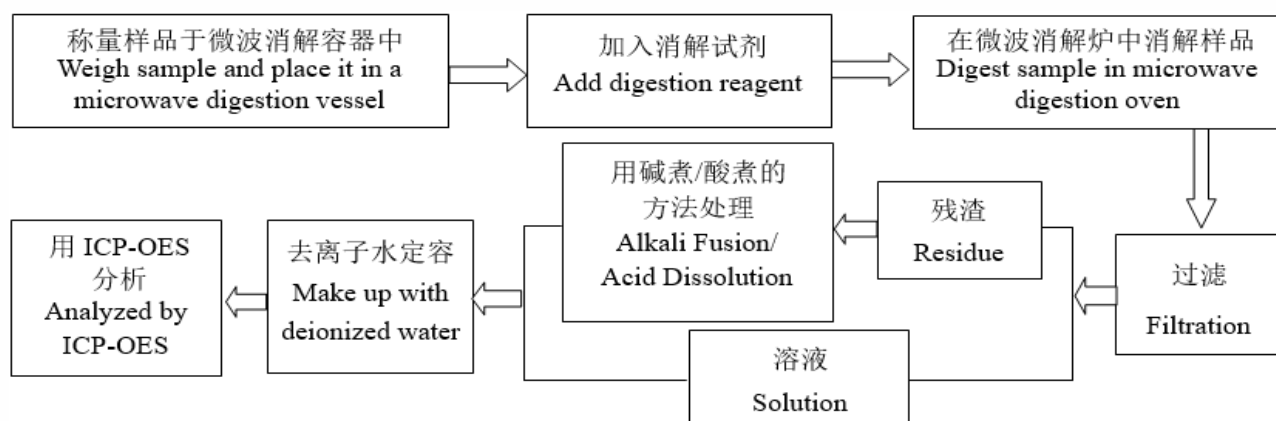 称量样品于微波消解容器中
Weigh sample and place it in a
microwave digestion vessel
加入消解试剂
Add digestion reagent
在微波消解炉中消解样品
Digest sample in microwave
digestion oven
过滤
Filtration
残渣
Residue
用碱煮/酸煮的
方法处理
Alkali Fusion/
Acid Dissolution
溶液
Solution
去离子水定容
Make up with
deionized water
用 ICP-OES
分析
Analyzed by
ICP-OES